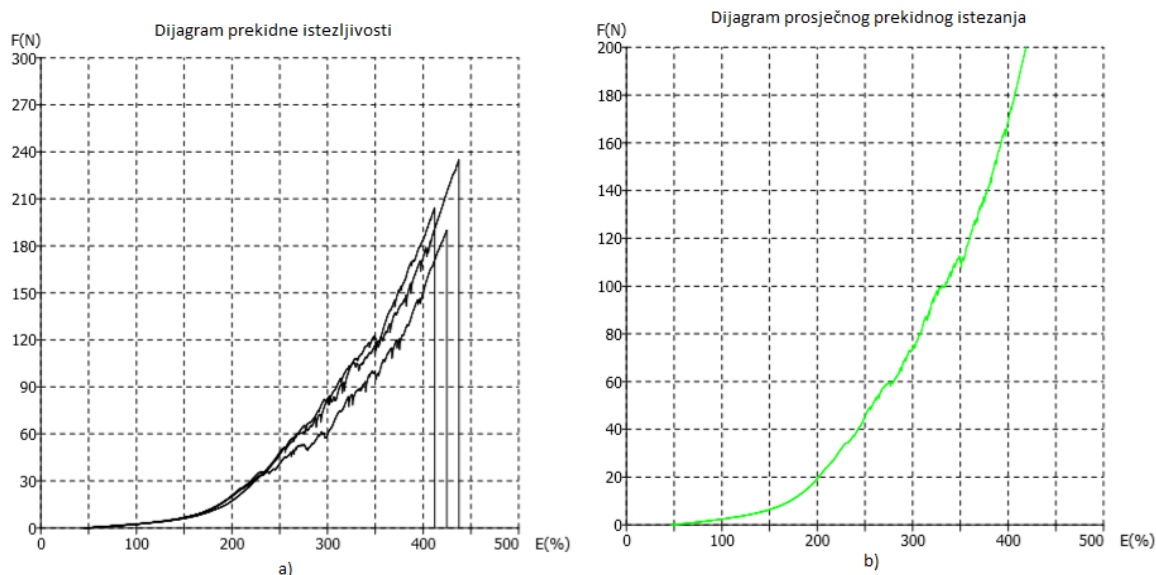 Dijagram prekidne istezljivosti
F(N)
300
270
240
210
180
150
120
90
60
30
0
0 100 200 300 400 500 E(%)
a)
Dijagram prosječnog prekidnog istezanja
F(N)
200
180
160
140
120
100
80
60
40
20
0
0 100 200 300 400 500 E(%)
b)